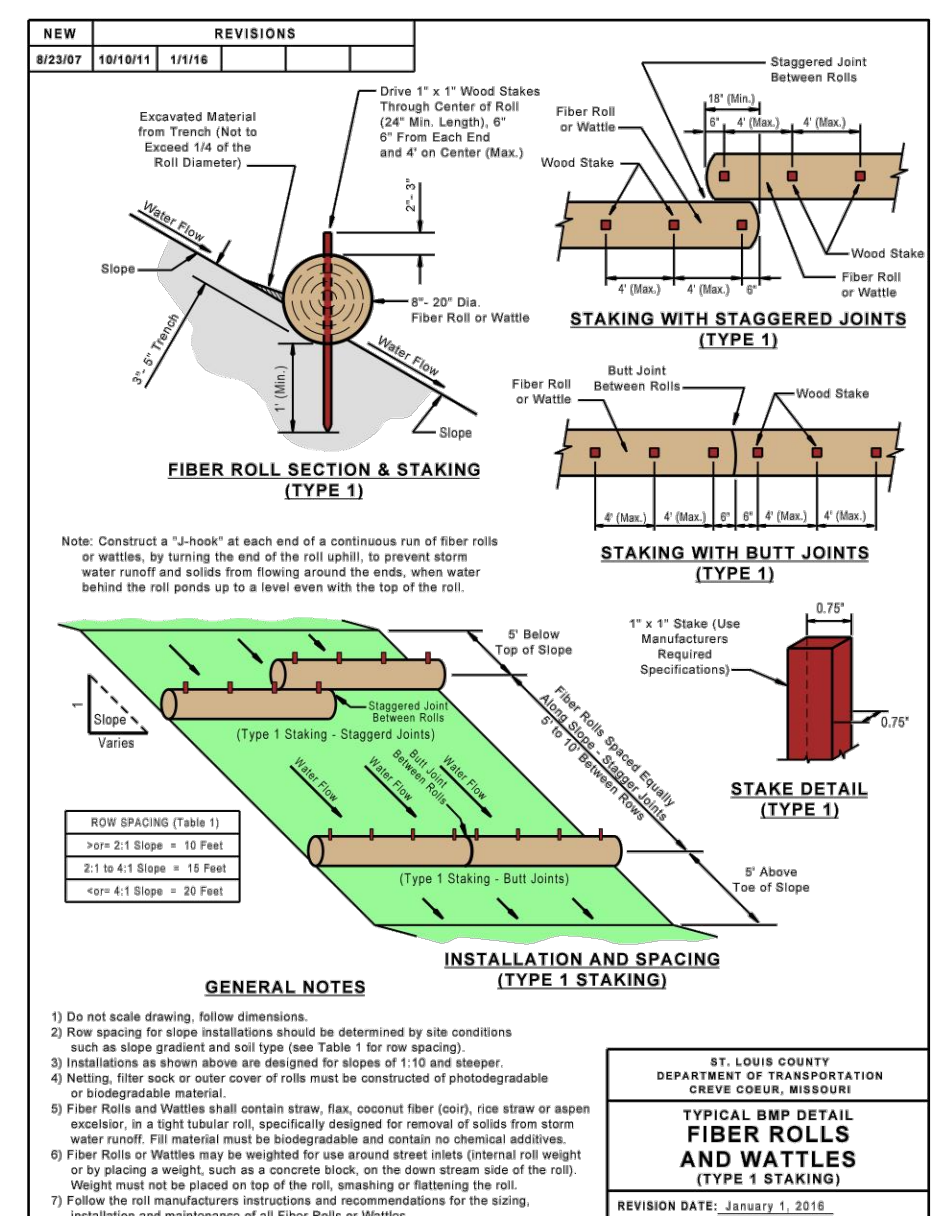 NEW
REVISIONS
8/23/07
10/10/11
1/1/16
Excavated Material
from Trench (Not to
Exceed 1/4 of the
Roll Diameter)
Drive 1" x 1" Wood Stakes
Through Center of Roll
(24" Min. Length), 6"
6" From Each End
and 4' on Center (Max.)
2"- 3"
Water Flow
Slope
8"- 20" Dia.
Fiber Roll or Wattle
3"- 5" Trench
1' (Min.)
Water Flow
Slope
FIBER ROLL SECTION & STAKING
(TYPE 1)
Staggered Joint
Between Rolls
18" (Min.)
6"
4' (Max.)
4' (Max.)
Fiber Roll
or Wattle
Wood Stake
Wood Stake
Fiber Roll
or Wattle
4' (Max.)
4' (Max.)
6"
STAKING WITH STAGGERED JOINTS
(TYPE 1)
Butt Joint
Between Rolls
Fiber Roll
or Wattle
Wood Stake
4' (Max.)
4' (Max.)
6"
6"
4' (Max.)
4' (Max.)
STAKING WITH BUTT JOINTS
(TYPE 1)
Note: Construct a "J-hook" at each end of a continuous run of fiber rolls
or wattles, by turning the end of the roll uphill, to prevent storm
water runoff and solids from flowing around the ends, when water
behind the roll ponds up to a level even with the top of the roll.
5' Below
Top of Slope
Staggered Joint
Between Rolls
(Type 1 Staking - Staggerd Joints)
1
Slope
Varies
Fiber Rolls Spaced Equally
Along Slope - Stagger Joints
5' to 10' Between Rows
Water Flow
Water Flow
Butt Joint
Between Rolls
Water Flow
(Type 1 Staking - Butt Joints)
5' Above
Toe of Slope
ROW SPACING (Table 1)
>or= 2:1 Slope = 10 Feet
2:1 to 4:1 Slope = 15 Feet
<or= 4:1 Slope = 20 Feet
INSTALLATION AND SPACING
(TYPE 1 STAKING)
1" x 1" Stake (Use
Manufacturers
Required
Specifications)
0.75"
0.75"
STAKE DETAIL
(TYPE 1)
GENERAL NOTES
1) Do not scale drawing, follow dimensions.
2) Row spacing for slope installations should be determined by site conditions
such as slope gradient and soil type (see Table 1 for row spacing).
3) Installations as shown above are designed for slopes of 1:10 and steeper.
4) Netting, filter sock or outer cover of rolls must be constructed of photodegradable
or biodegradable material.
5) Fiber Rolls and Wattles shall contain straw, flax, coconut fiber (coir), rice straw or aspen
excelsior, in a tight tubular roll, specifically designed for removal of solids from storm
water runoff. Fill material must be biodegradable and contain no chemical additives.
6) Fiber Rolls or Wattles may be weighted for use around street inlets (internal roll weight
or by placing a weight, such as a concrete block, on the down stream side of the roll).
Weight must not be placed on top of the roll, smashing or flattening the roll.
7) Follow the roll manufacturers instructions and recommendations for the sizing,
installation and maintenance of all Fiber Rolls or Wattles.
ST. LOUIS COUNTY
DEPARTMENT OF TRANSPORTATION
CREVE COEUR, MISSOURI
TYPICAL BMP DETAIL
FIBER ROLLS
AND WATTLES
(TYPE 1 STAKING)
REVISION DATE: January 1, 2016